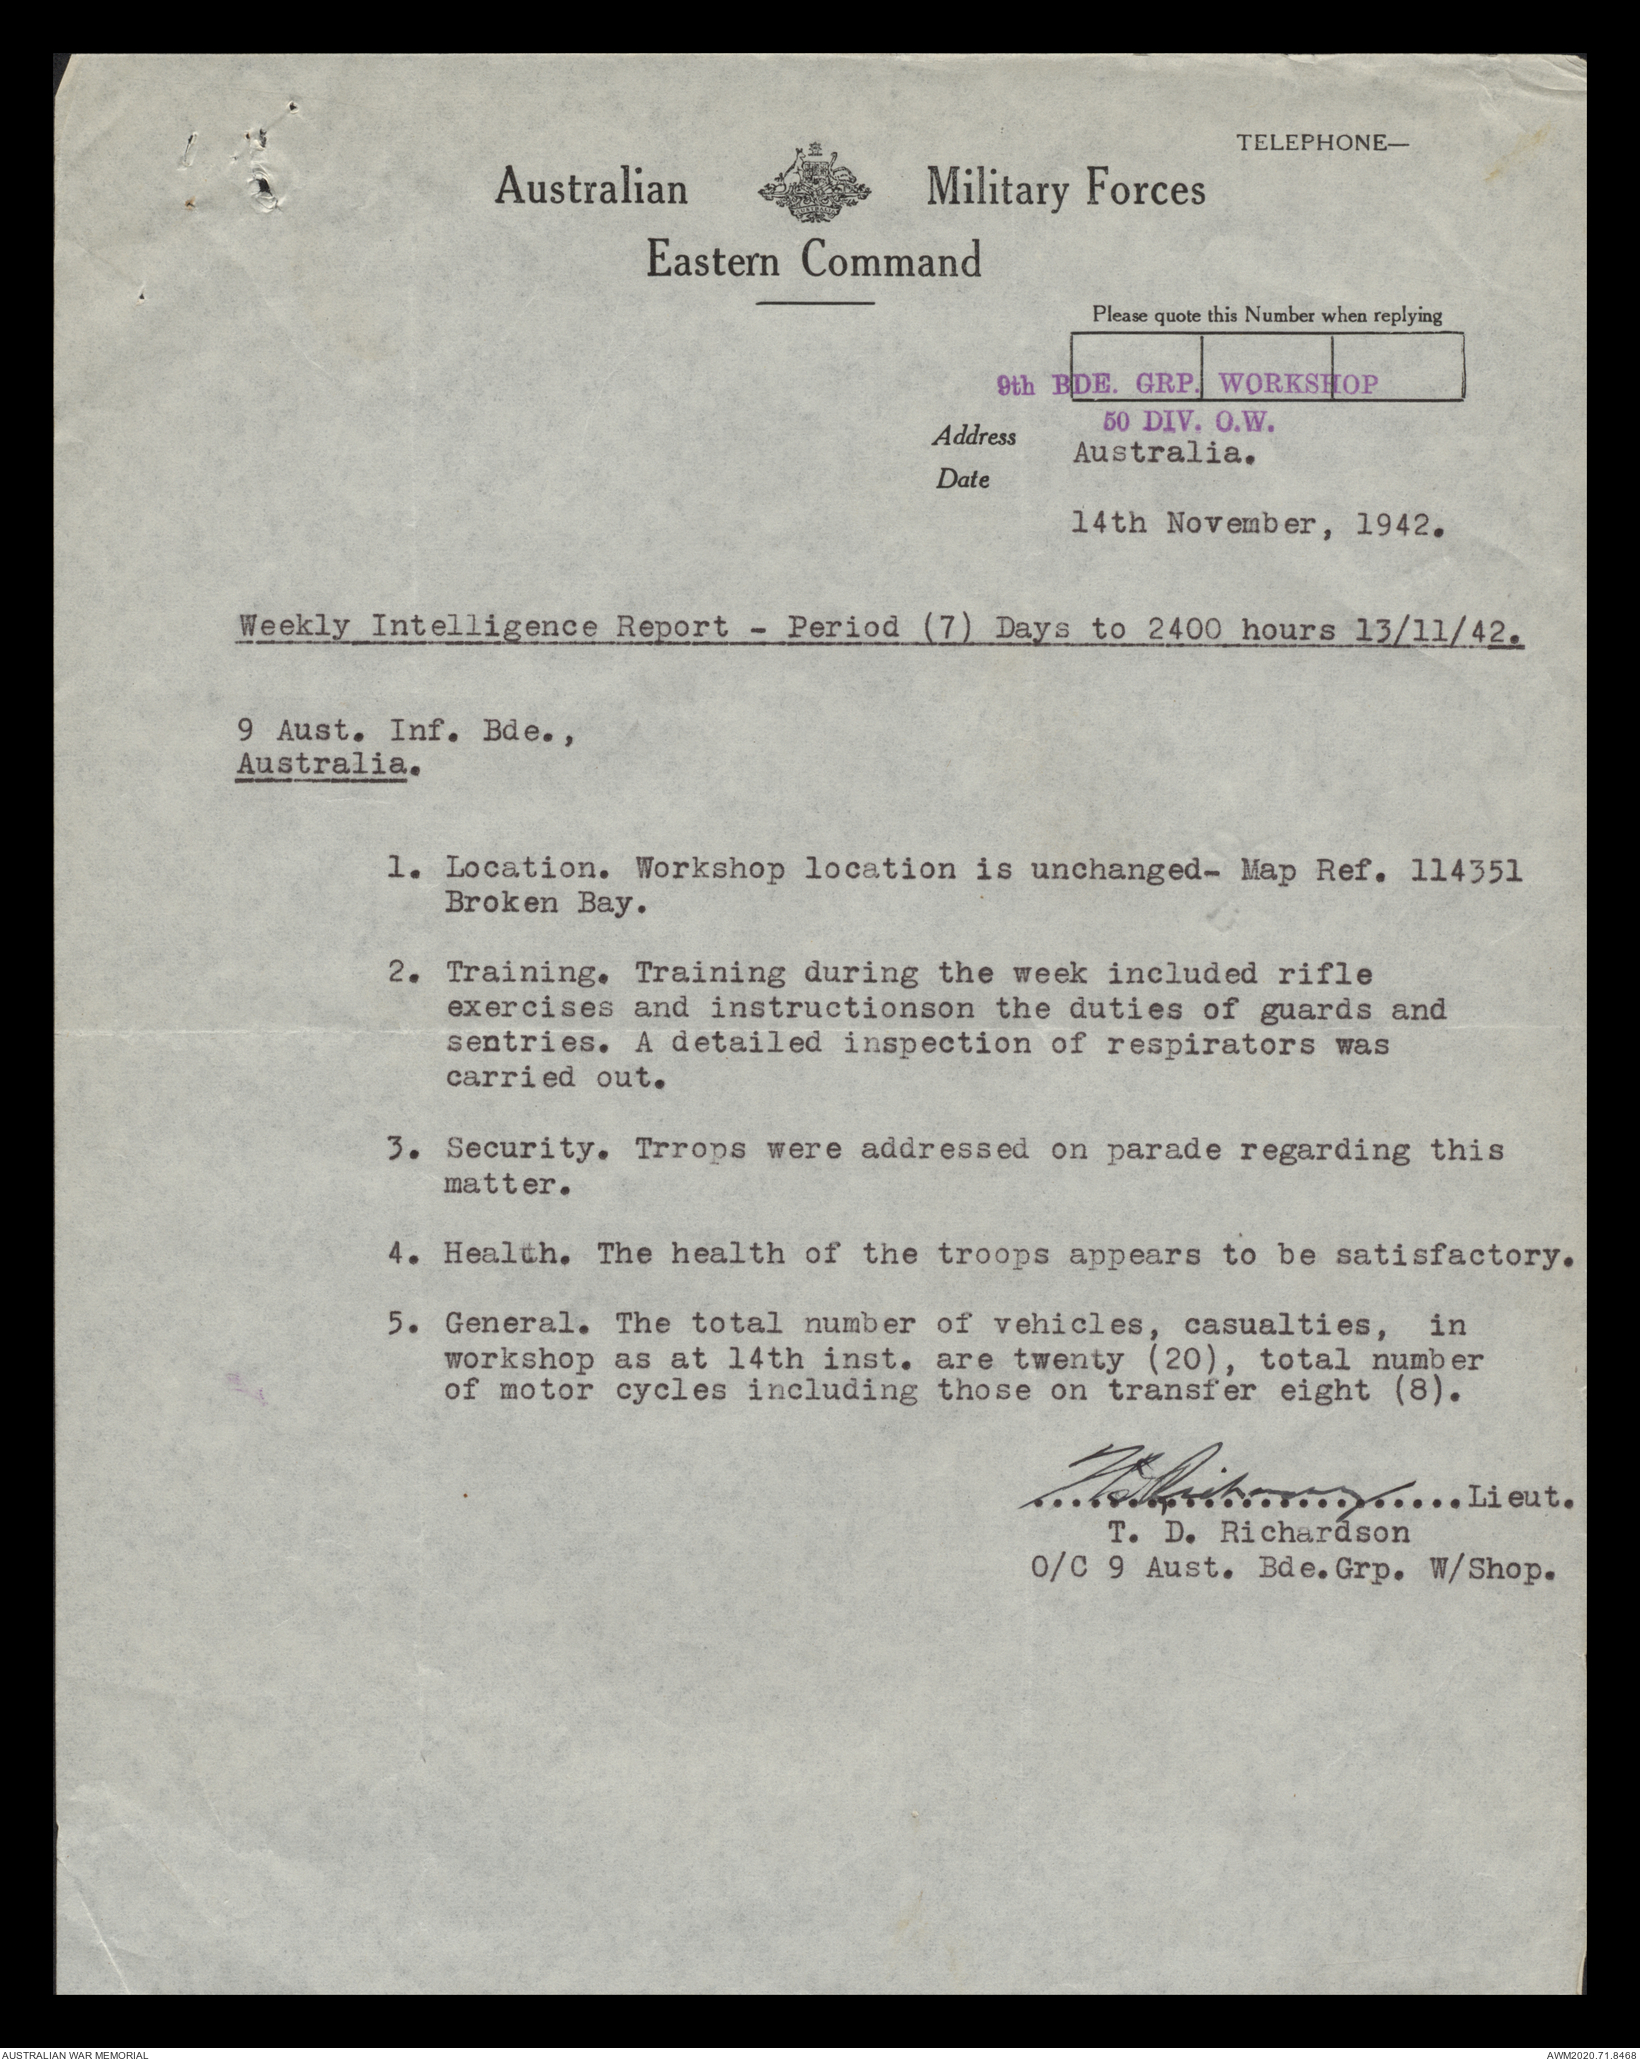 TELEPHONE—
Australian Military Forces
Eastern Command
Please quote this Number when replying
9th BDE. GRP. WORKSHOP
50 DIV. O.W.
Address
Australia.
Date
14th November, 1942.
Weekly Intelligence Report - Period (7) Days to 2400 hours 13/11/42.
9 Aust. Inf. Bde.,
Australia.
1. Location. Workshop location is unchanged- Map Ref. 114351
Broken Bay.
2. Training. Training during the week included rifle
exercises and instructionson the duties of guards and
sentries. A detailed inspection of respirators was
carried out.
3. Security. Trrops were addressed on parade regarding this
matter.
4. Health. The health of the troops appears to be satisfactory.
5. General. The total number of vehicles, casualties, in
workshop as at 14th inst. are twenty (20), total number
of motor cycles including those on transfer eight (8).
.......................Lieut.
T. D. Richardson
O/C 9 Aust. Bde.Grp. W/Shop.
AUSTRALIAN WAR MEMORIAL
AWM2020.71.8468